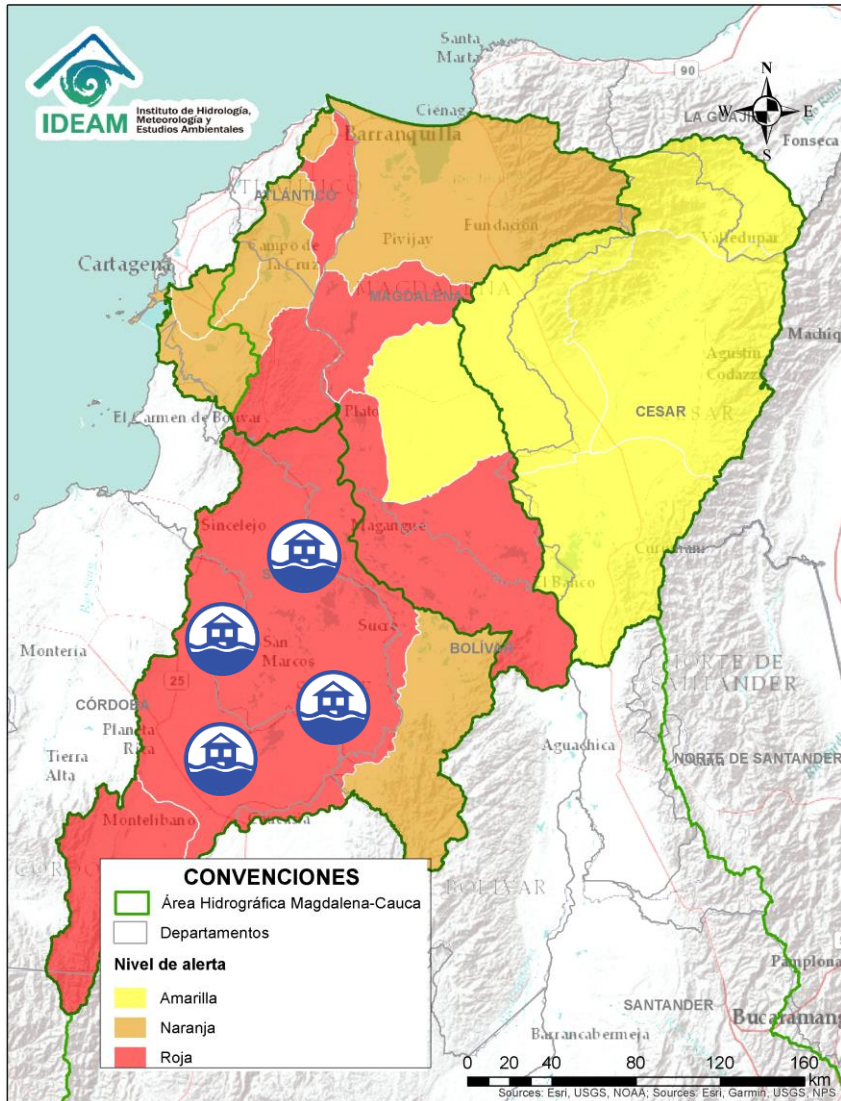 IDEAM
Instituto de Hidrología,
Meteorología y
Estudios Ambientales
Santa
Marta
90
N
W
E
S
LA GUAJIRA
Fonseca
Ciénaga
Barranquilla
ATLÁNTICO
Campo de
la Cruz
Pivijay
Fundación
Valledupar
Cartagena
MAGDALENA
Agustín
Codazzi
CESAR
El Carmen de Bolívar
Plato
Sincelejo
Magangué
El Banco
Montería
San
Marcos
Sucre
BOLÍVAR
25
NORTE DE
SANTANDER
CÓRDOBA
Planeta
Rica
Tierra
Alta
Aguachica
NORTE DE SANTANDER
Montelíbano
Caucasia
BOLÍVAR
CONVENCIONES
Área Hidrográfica Magdalena-Cauca
Departamentos
Nivel de alerta
Amarilla
Naranja
Roja
Pamplona
SANTANDER
Barrancabermeja
0 20 40 80 120 160
km
Sources: Esri, USGS, NOAA; Sources: Esri, Garmin, USGS, NPS